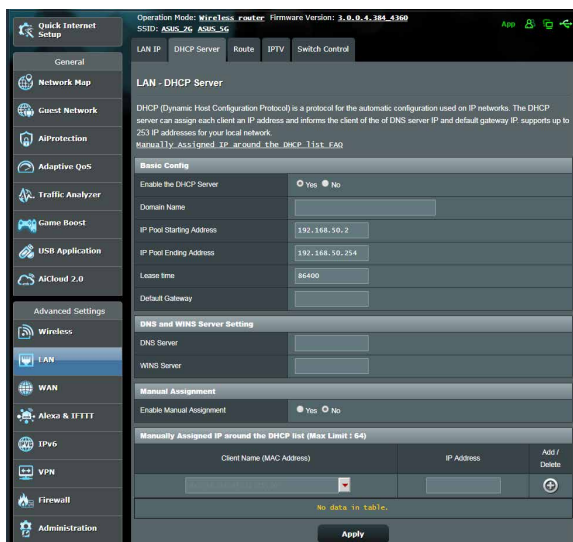 Quick Internet
Setup
General
Network Map
Guest Network
AiProtection
Adaptive QoS
Traffic Analyzer
Game Boost
USB Application
AiCloud 2.0
Advanced Settings
Wireless
LAN
WAN
Alexa & IFTTT
IPv6
VPN
Firewall
Administration
Operation Mode: Wireless router Firmware Version: 3.0.0.4.384_4360
SSID: ASUS_2G ASUS_5G
App
LAN IP DHCP Server Route IPTV Switch Control
LAN - DHCP Server
DHCP (Dynamic Host Configuration Protocol) is a protocol for the automatic configuration used on IP networks. The DHCP
server can assign each client an IP address and informs the client of the of DNS server IP and default gateway IP. supports up to
253 IP addresses for your local network.
Manually Assigned IP around the DHCP list FAQ
Basic Config
Enable the DHCP Server Yes No
Domain Name
IP Pool Starting Address 192.168.50.2
IP Pool Ending Address 192.168.50.254
Lease time 86400
Default Gateway
DNS and WINS Server Setting
DNS Server
WINS Server
Manual Assignment
Enable Manual Assignment Yes No
Manually Assigned IP around the DHCP list (Max Limit : 64)
Client Name (MAC Address) IP Address Add /
Delete
No data in table.
Apply